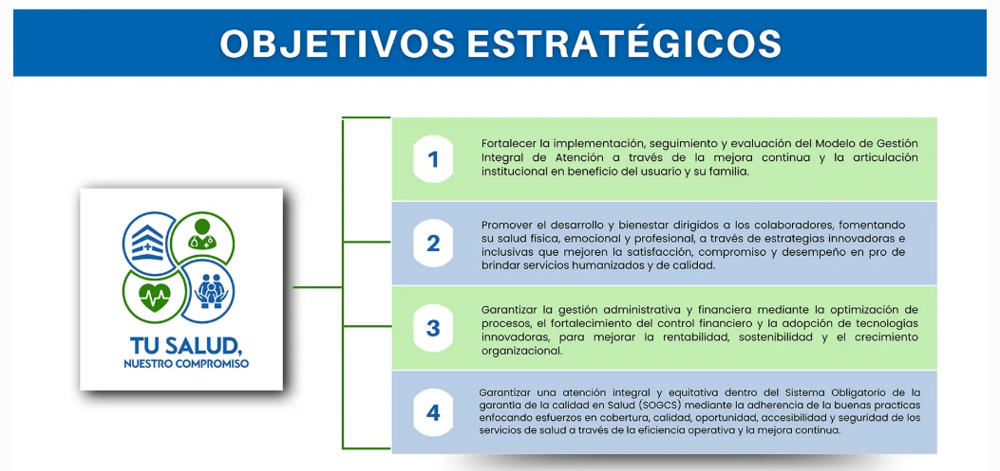 OBJETIVOS ESTRATÉGICOS
TU SALUD,
NUESTRO COMPROMISO
1
Fortalecer la implementación, seguimiento y evaluación del Modelo de Gestión
Integral de Atención a través de la mejora continua y la articulación
institucional en beneficio del usuario y su familia.
2
Promover el desarrollo y bienestar dirigidos a los colaboradores, fomentando
su salud física, emocional y profesional, a través de estrategias innovadoras e
inclusivas que mejoren la satisfacción, compromiso y desempeño en pro de
brindar servicios humanizados y de calidad.
3
Garantizar la gestión administrativa y financiera mediante la optimización de
procesos, el fortalecimiento del control financiero y la adopción de tecnologías
innovadoras, para mejorar la rentabilidad, sostenibilidad y el crecimiento
organizacional.
4
Garantizar una atención integral y equitativa dentro del Sistema Obligatorio de la
garantía de la calidad en Salud (SOGCS) mediante la adherencia de la buenas practicas
enfocando esfuerzos en cobertura, calidad, oportunidad, accesibilidad y seguridad de los
servicios de salud a través de la eficiencia operativa y la mejora continua.